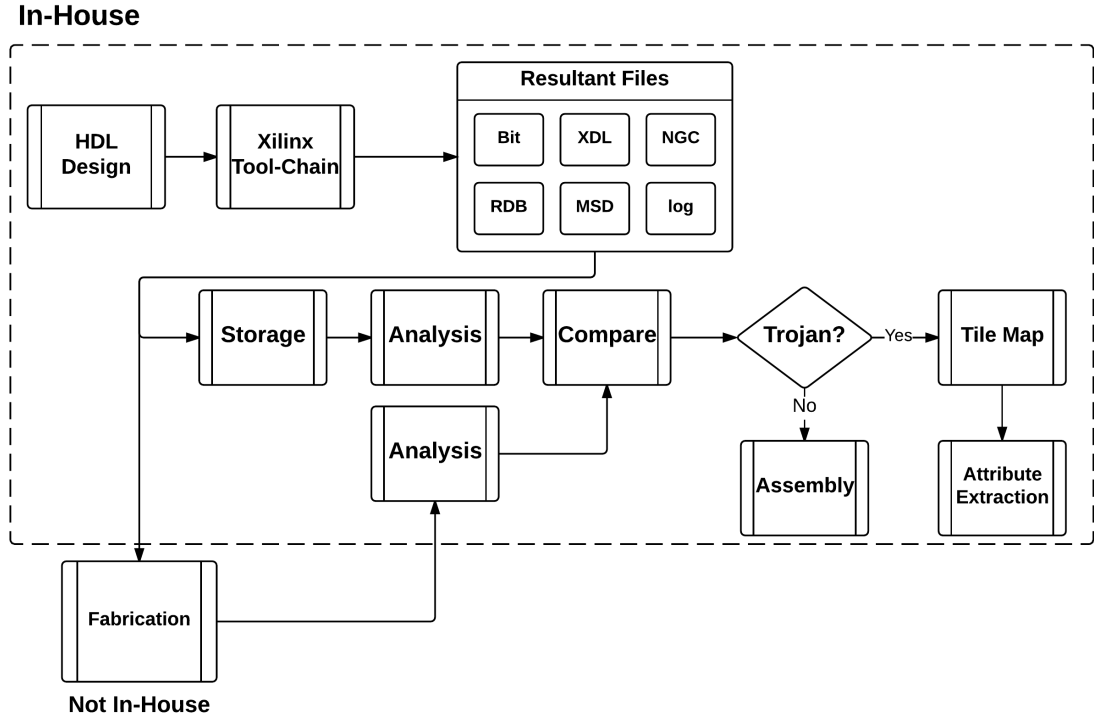 In-House
Resultant Files
HDL
Design
Xilinx
Tool-Chain
Bit
XDL
NGC
RDB
MSD
log
Storage
Analysis
Compare
Trojan?
Yes
Tile Map
No
Analysis
Assembly
Attribute
Extraction
Fabrication
Not In-House